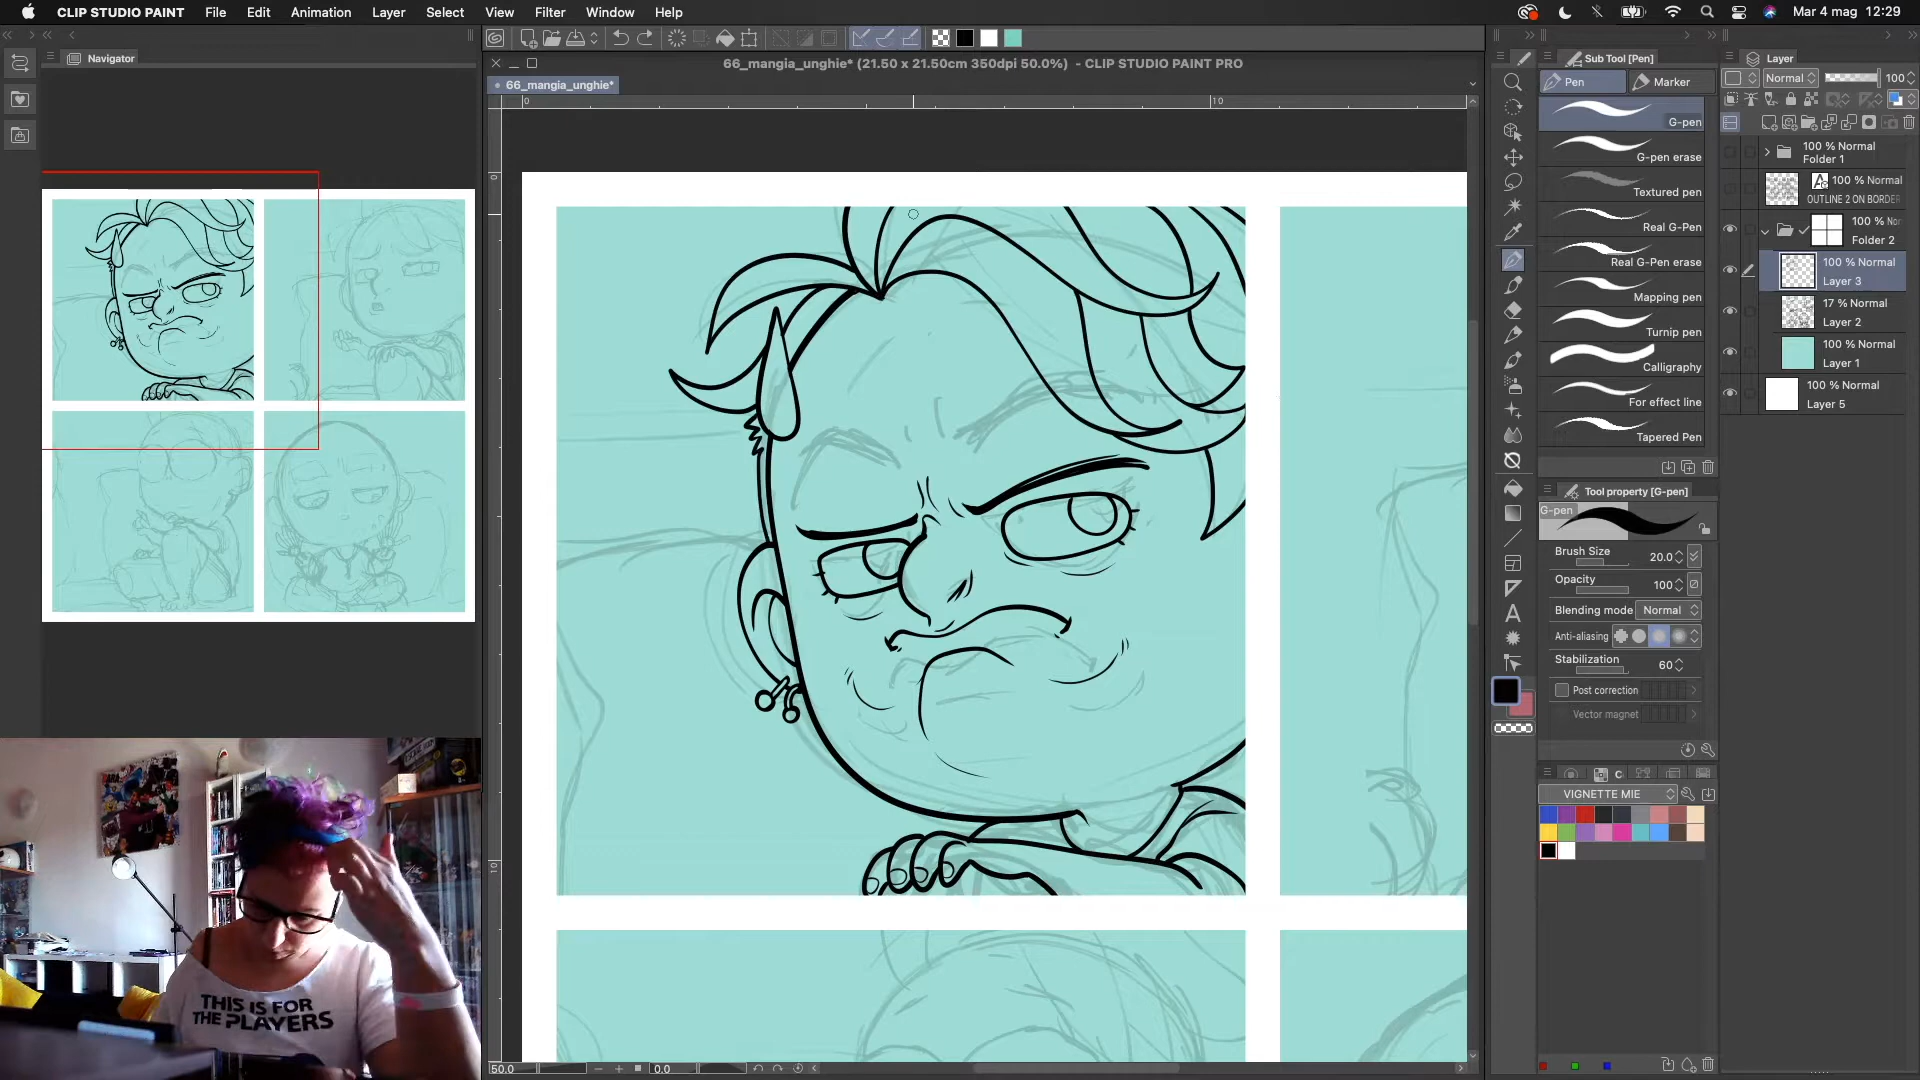 CLIP STUDIO PAINT File Edit Animation Layer Select View Filter Window Help Mar 4 mag 12:29
Navigator
66_mangia_unghie* (21.50 x 21.50cm 350dpi 50.0%) - CLIP STUDIO PAINT PRO
66_mangia_unghie*
0 10
0
10
50.0 0.0
THIS IS FOR
THE PLAYERS
Sub Tool [Pen]
Pen Marker
G-pen
G-pen erase
Textured pen
Real G-Pen
Real G-Pen erase
Mapping pen
Turnip pen
Calligraphy
For effect line
Tapered Pen
Tool property [G-pen]
G-pen
Brush Size 20.0
Opacity 100
Blending mode Normal
Anti-aliasing
Stabilization 60
Post correction
Vector magnet
C
VIGNETTE MIE
Layer
Normal 100
100 % Normal
Folder 1
A 100 % Normal
OUTLINE 2 ON BORDER
100 % Nor
Folder 2
100 % Normal
Layer 3
17 % Normal
Layer 2
100 % Normal
Layer 1
100 % Normal
Layer 5